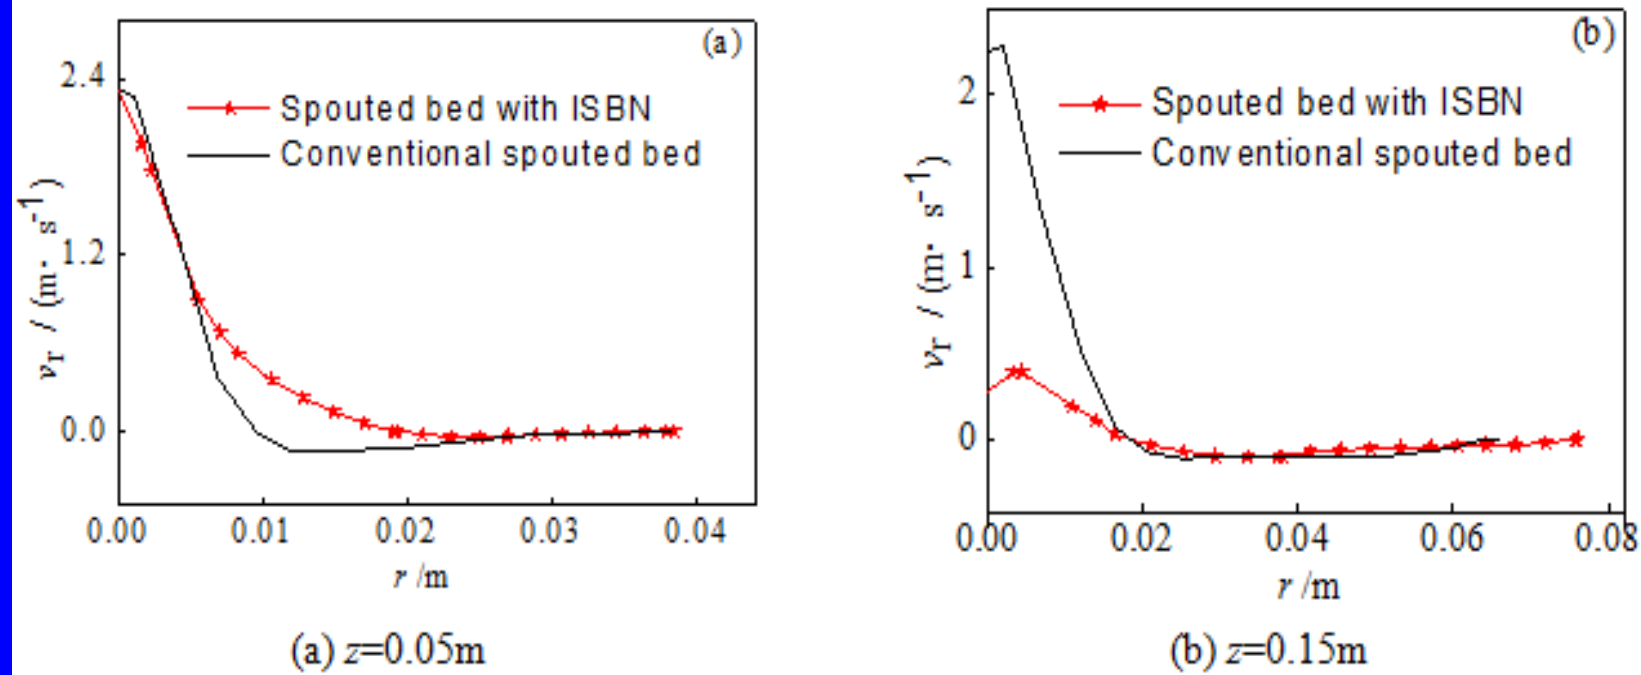 (a)
2.4
1.2
0.0
Spouted bed with ISBN
Conventional spouted bed
vr / (m· s-1)
0.00 0.01 0.02 0.03 0.04
r /m
(a) z=0.05m
(b)
2
1
0
Spouted bed with ISBN
Conventional spouted bed
vr / (m· s-1)
0.00 0.02 0.04 0.06 0.08
r /m
(b) z=0.15m